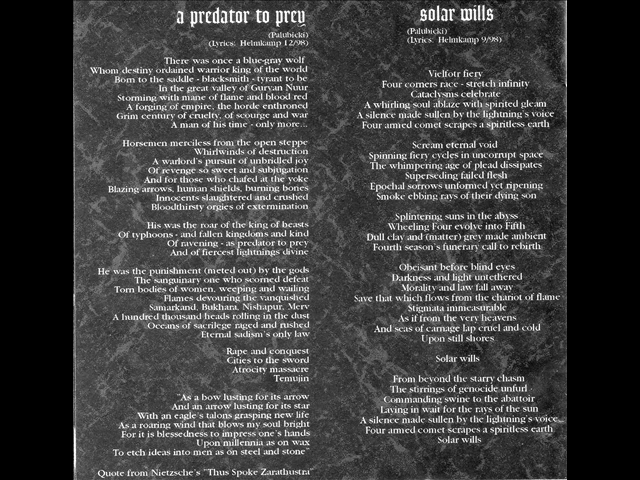 a predator to prey
(Palubicki)
(Lyrics: Helmkamp 12/98)
There was once a blue-gray wolf
Whom destiny ordained warrior king of the world
Born to the saddle - blacksmith - tyrant to be
In the great valley of Guryan Nuur
Storming with mane of flame and blood red
A forging of empire, the horde enthroned
Grim century of cruelty, of scourge and war
A man of his time - only more...
Horsemen merciless from the open steppe
Whirlwinds of destruction
A warlord's pursuit of unbridled joy
Of revenge so sweet and subjugation
And for those who chafed at the yoke
Blazing arrows, human shields, burning bones
Innocents slaughtered and crushed
Bloodthirsty orgies of extermination
His was the roar of the king of beasts
Of typhoons - and fallen kingdoms and kind
Of ravening - as predator to prey
And of fiercest lightnings divine
He was the punishment (meted out) by the gods
The sanguinary one who scorned defeat
Torn bodies of women, weeping and wailing
Flames devouring the vanquished
Samarkand, Bukhara, Nishapur, Merv
A hundred thousand heads rolling in the dust
Oceans of sacrilege raged and rushed
Eternal sadism's only law
Rape and conquest
Cities to the sword
Atrocity massacre
Temujin
"As a bow lusting for its arrow
And an arrow lusting for its star
With an eagle's talons grasping new life
As a roaring wind that blows my soul bright
For it is blessedness to impress one's hands
Upon millennia as on wax
To etch ideas into men as on steel and stone"
Quote from Nietzsche's "Thus Spoke Zarathustra"
solar wills
(Palubicki)
(Lyrics: Helmkamp 9/98)
Vielfotr fiery
Four corners race - stretch infinity
Cataclysms celebrate
A whirling soul ablaze with spirited gleam
A silence made sullen by the lightning's voice
Four armed comet scrapes a spiritless earth
Scream eternal void
Spinning fiery cycles in uncorrupt space
The whimpering age of plead dissipates
Superseding failed flesh
Epochal sorrows unformed yet ripening
Smoke ebbing rays of their dying son
Splintering suns in the abyss
Wheeling Four evolve into Fifth
Dull clay and (matter) grey made ambient
Fourth season's funerary call to rebirth
Obeisant before blind eyes
Darkness and light untethered
Morality and law fall away
Save that which flows from the chariot of flame
Stigmata immeasurable
As if from the very heavens
And seas of carnage lap cruel and cold
Upon still shores
Solar wills
From beyond the starry chasm
The stirrings of genocide unfurl
Commanding swine to the abattoir
Laying in wait for the rays of the sun
A silence made sullen by the lightning's voice...
Four armed comet scrapes a spiritless earth
Solar wills